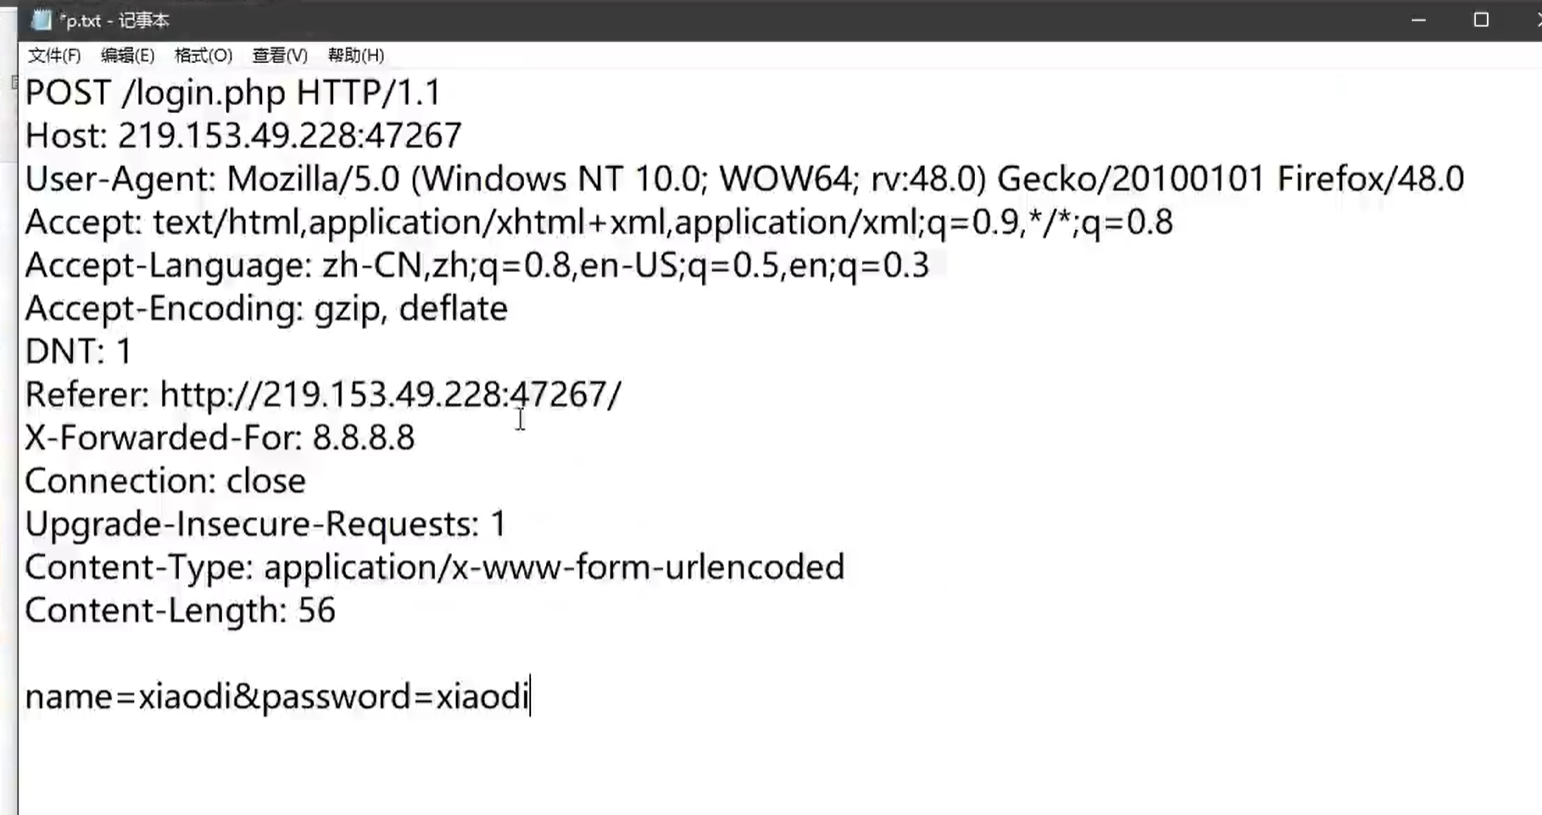 *p.txt - 记事本
文件(F) 编辑(E) 格式(O) 查看(V) 帮助(H)
POST /login.php HTTP/1.1
Host: 219.153.49.228:47267
User-Agent: Mozilla/5.0 (Windows NT 10.0; WOW64; rv:48.0) Gecko/20100101 Firefox/48.0
Accept: text/html,application/xhtml+xml,application/xml;q=0.9,*/*;q=0.8
Accept-Language: zh-CN,zh;q=0.8,en-US;q=0.5,en;q=0.3
Accept-Encoding: gzip, deflate
DNT: 1
Referer: http://219.153.49.228:47267/
X-Forwarded-For: 8.8.8.8
Connection: close
Upgrade-Insecure-Requests: 1
Content-Type: application/x-www-form-urlencoded
Content-Length: 56
name=xiaodi&password=xiaodi